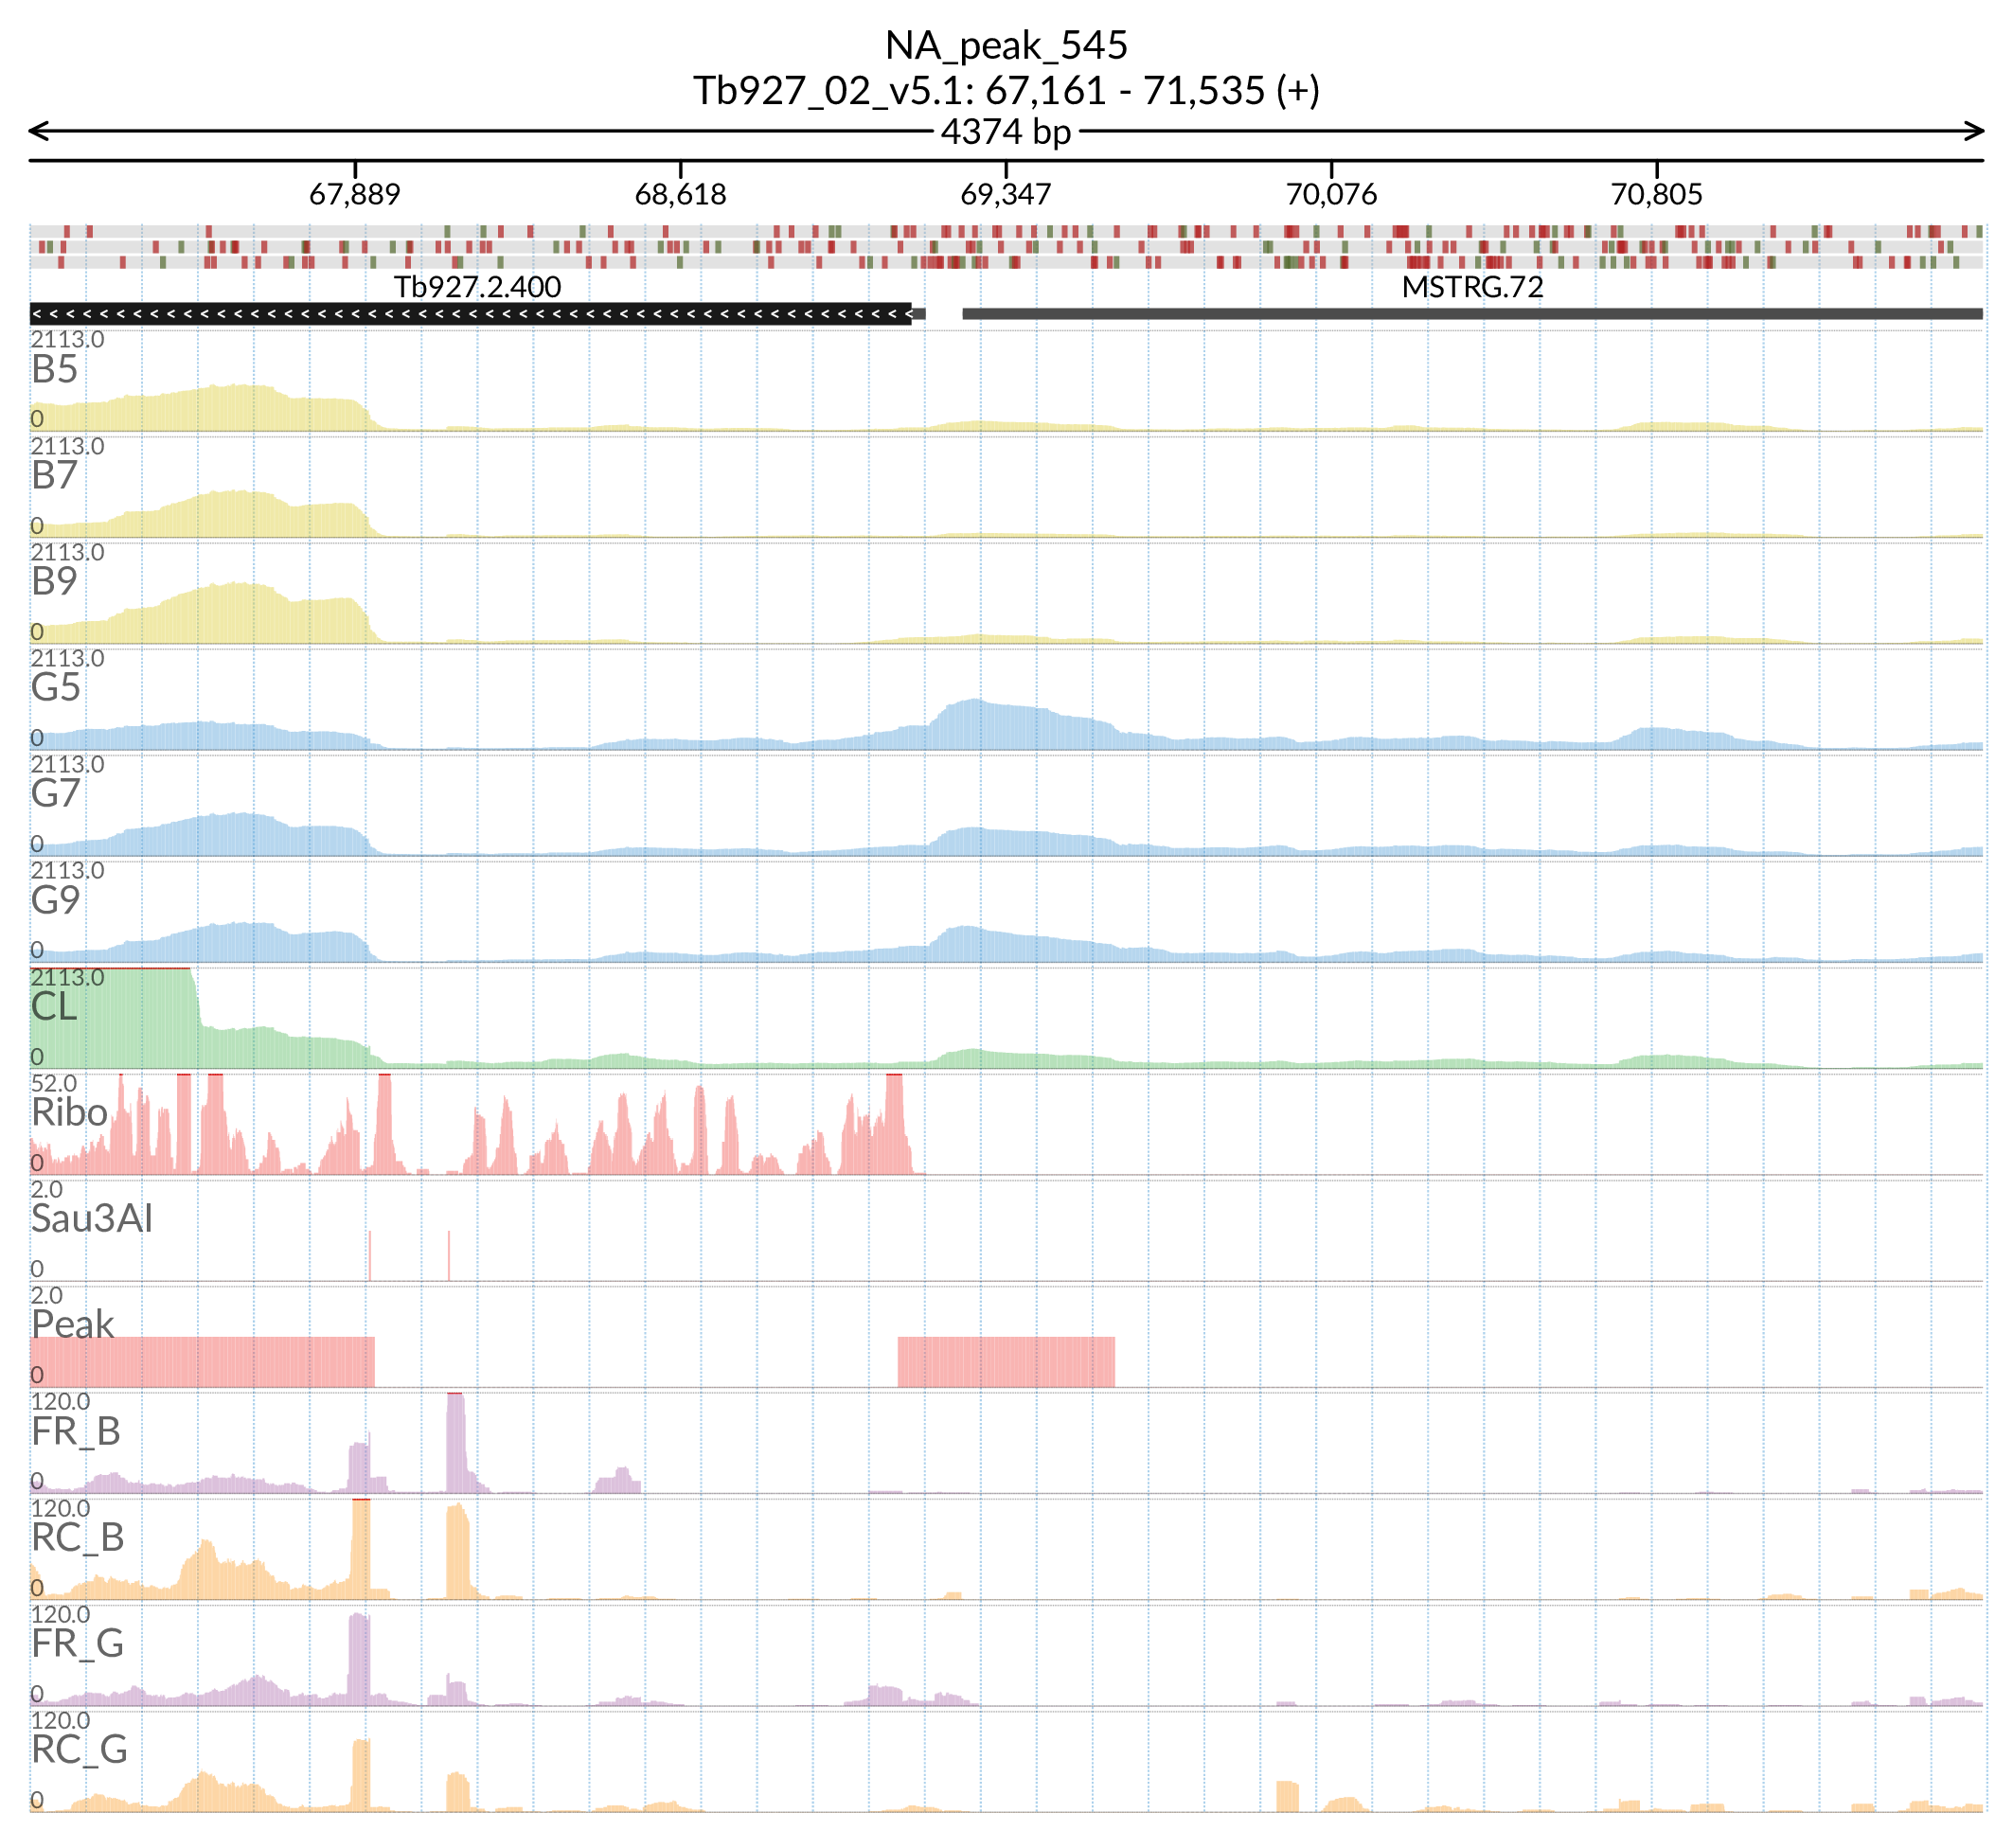 NA_peak_545
Tb927_02_v5.1: 67,161 - 71,535 (+)
4374 bp
67,889 68,618 69,347 70,076 70,805
Tb927.2.400 MSTRG.72
2113.0
B5
0
2113.0
B7
0
2113.0
B9
0
2113.0
G5
0
2113.0
G7
0
2113.0
G9
0
2113.0
CL
0
52.0
Ribo
0
2.0
Sau3AI
0
2.0
Peak
0
120.0
FR_B
0
120.0
RC_B
0
120.0
FR_G
0
120.0
RC_G
0